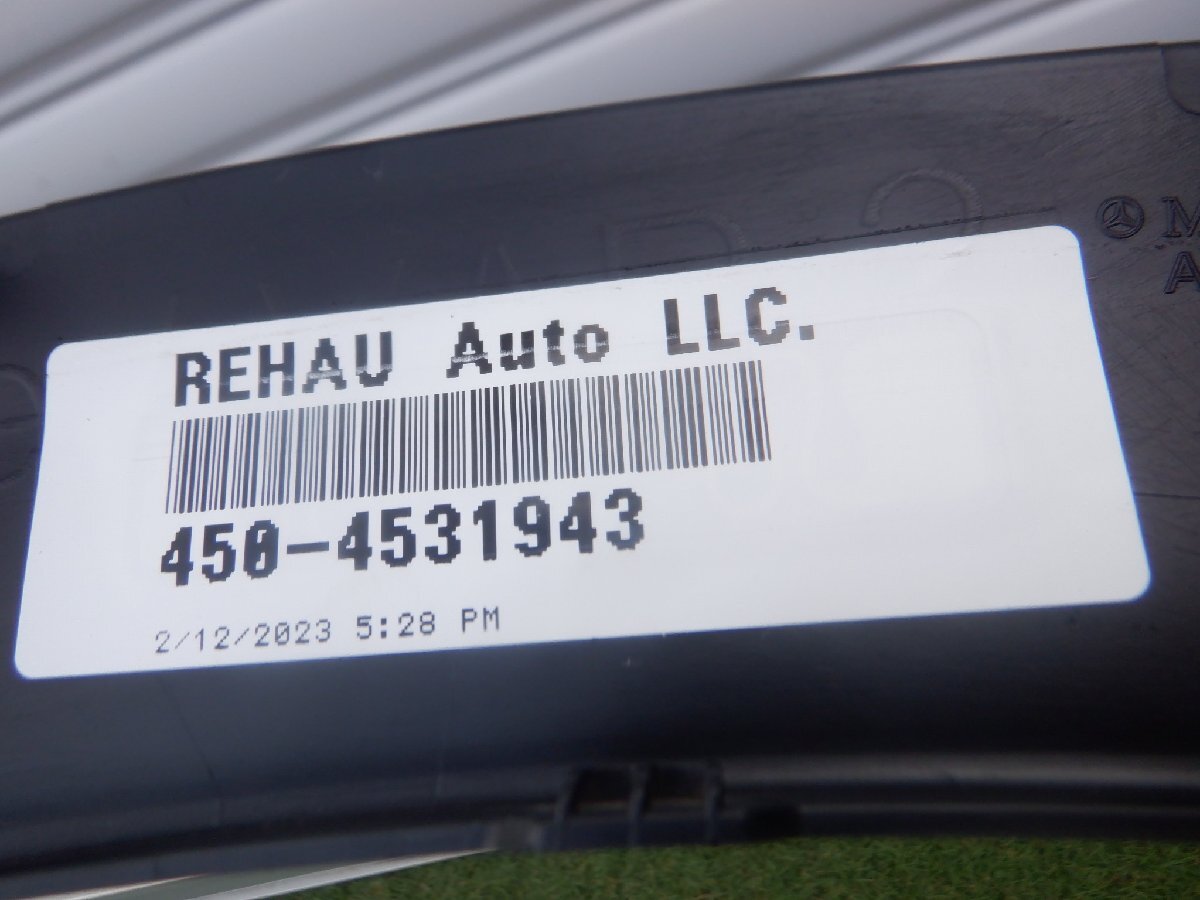 REHAU Auto LLC.
450-4531943
2/12/2023 5:28 PM
M
A